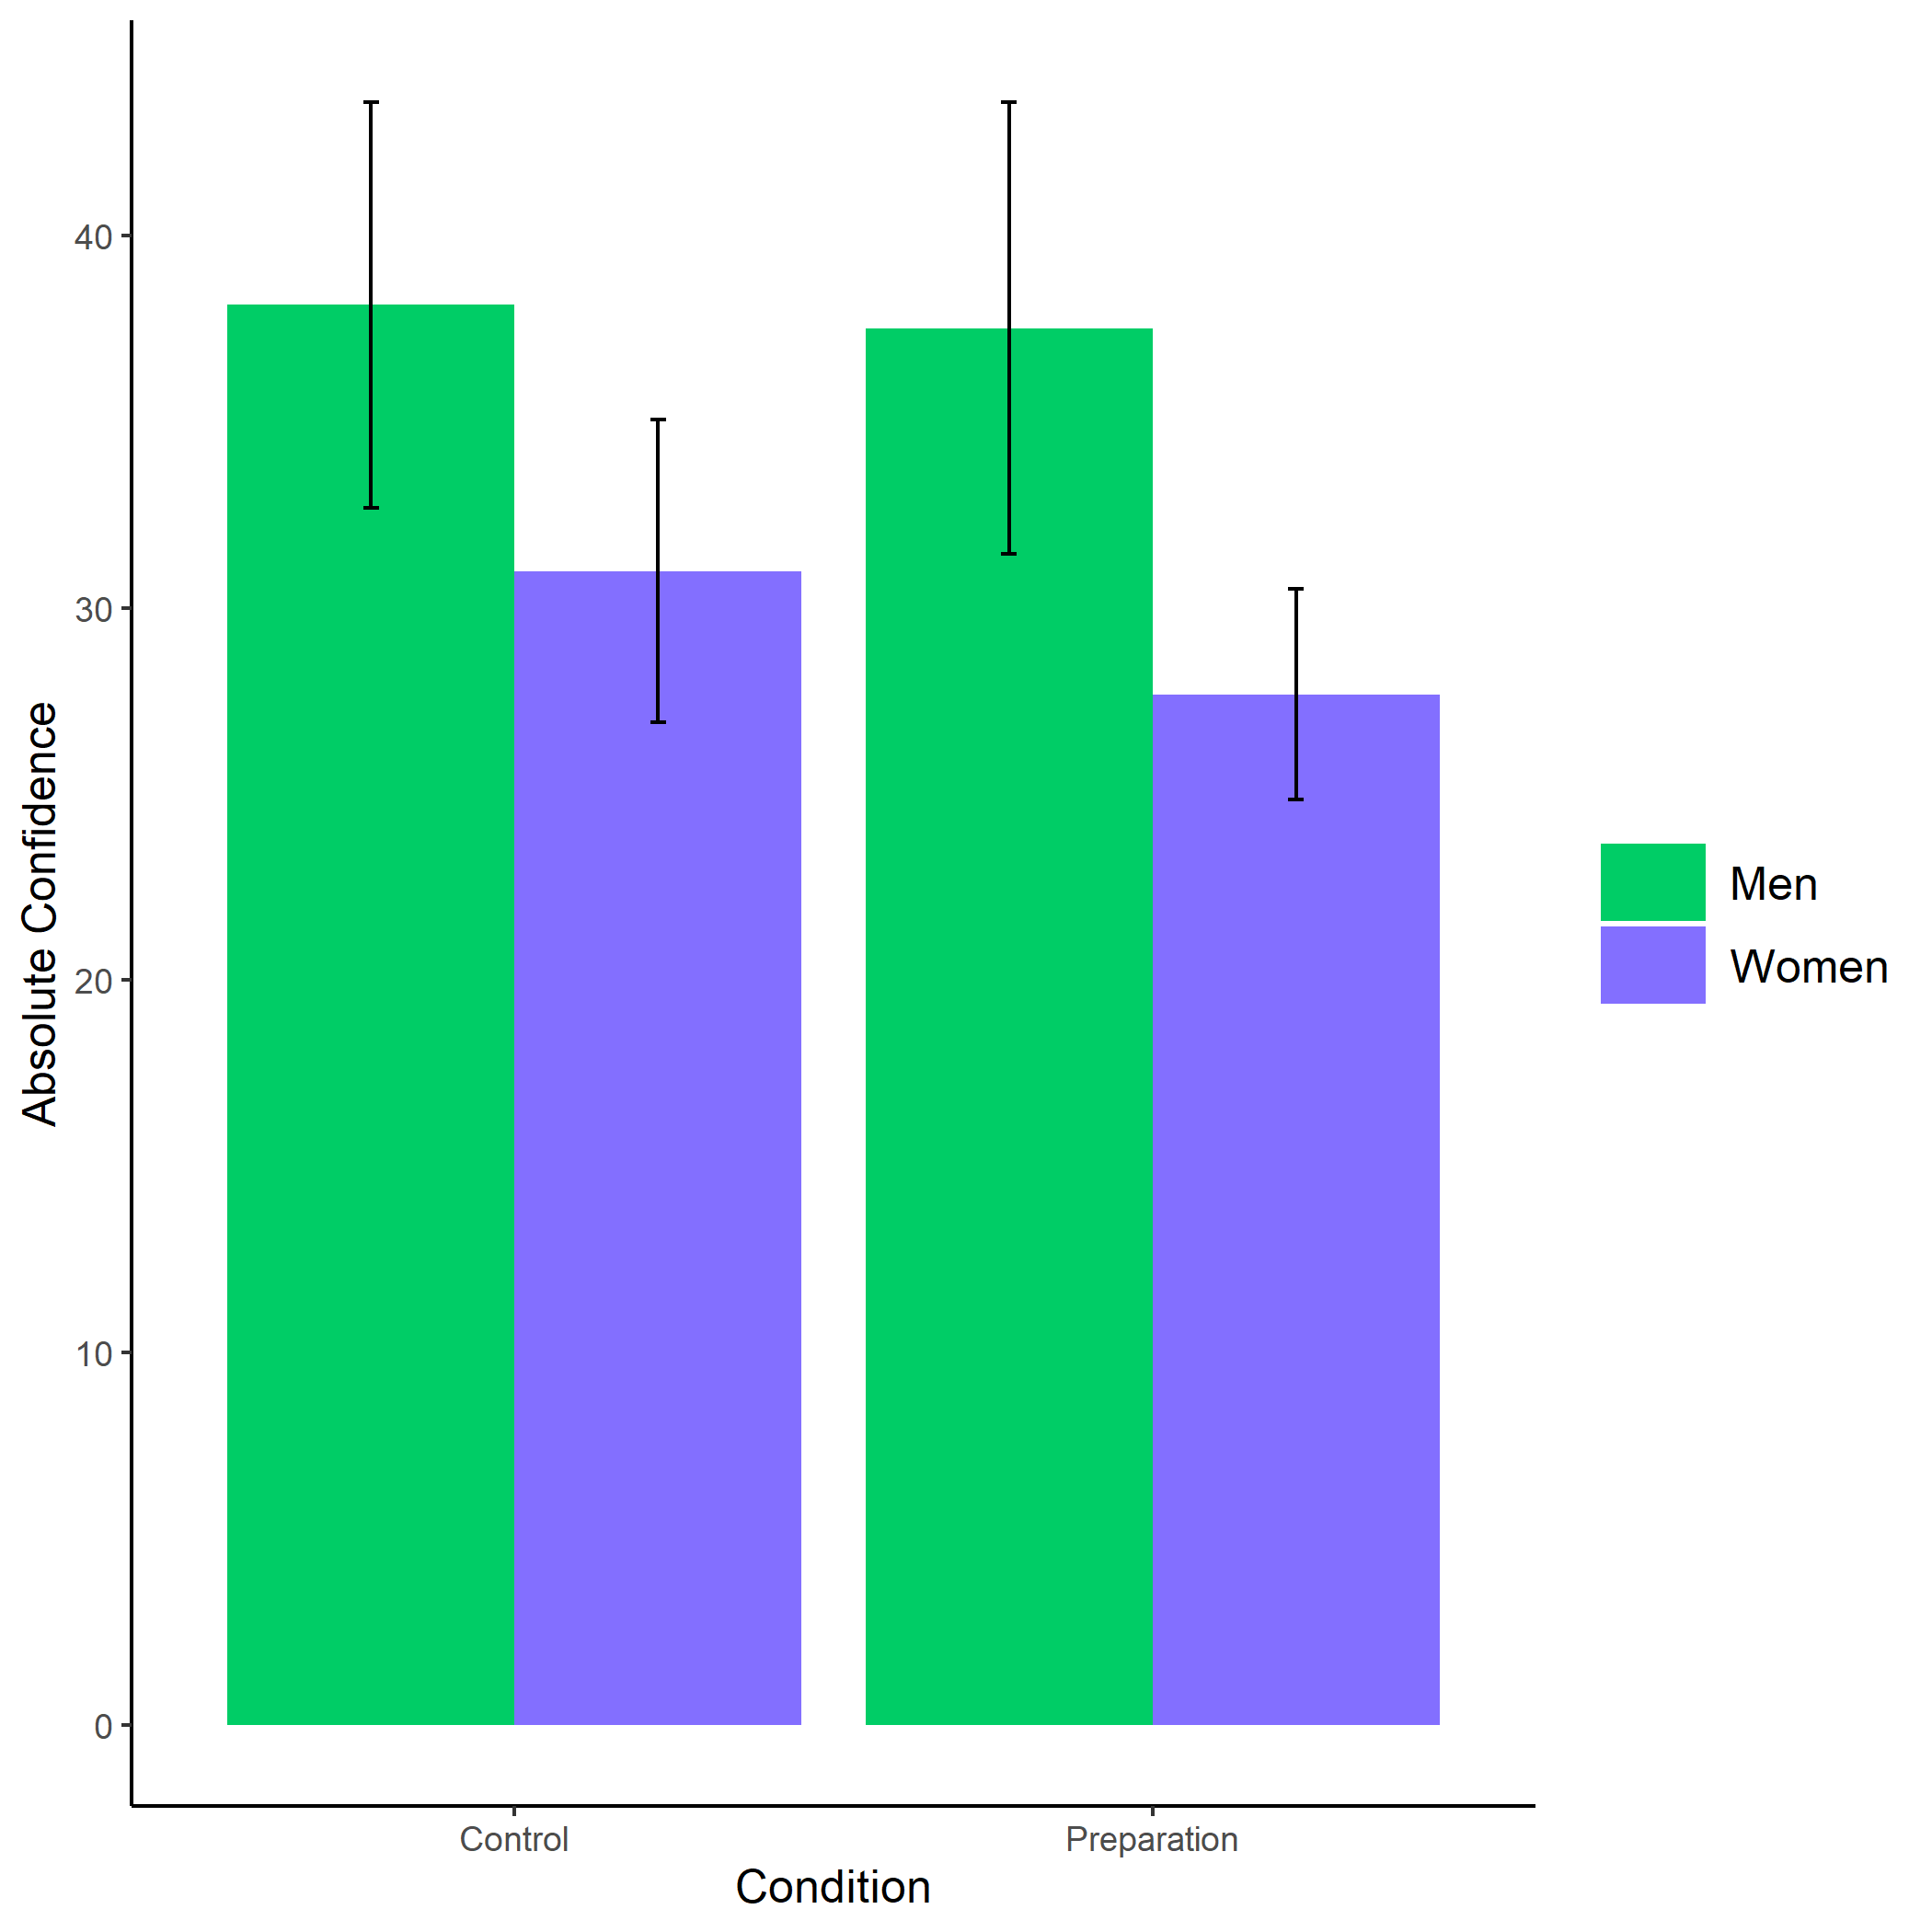 Absolute Confidence
40
30
20
10
0
Control
Preparation
Condition
Men
Women